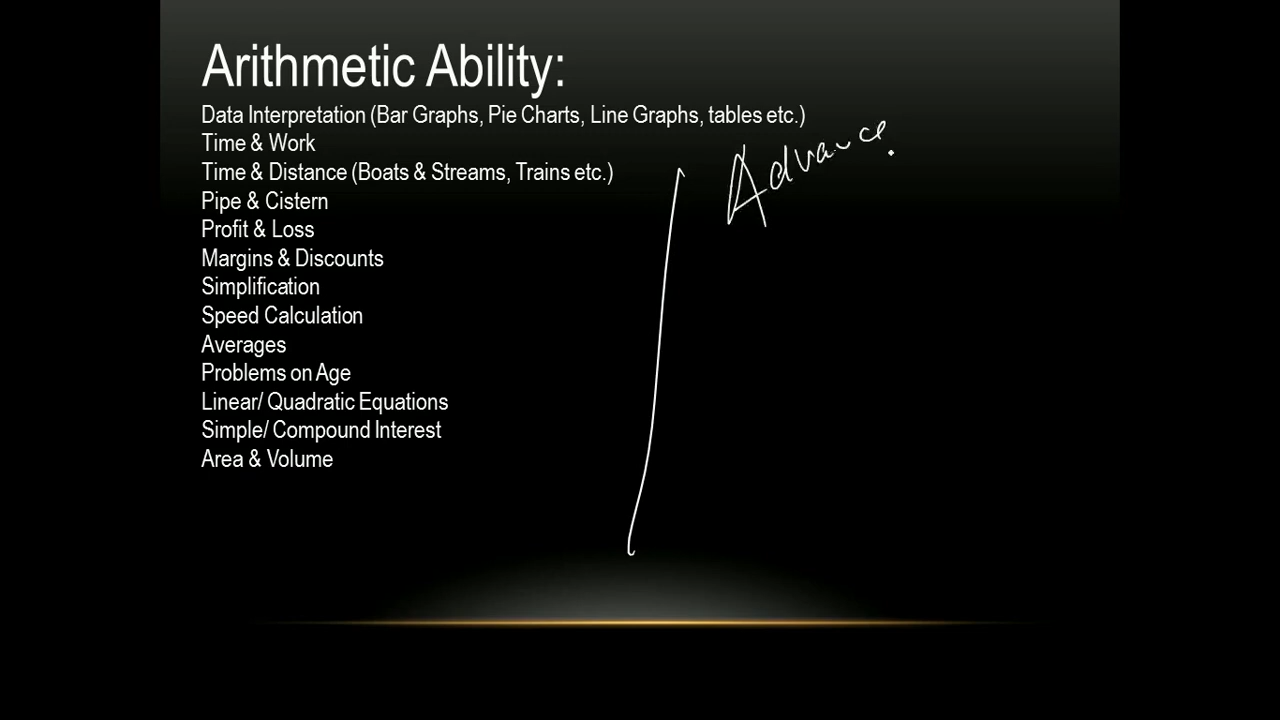 Arithmetic Ability:
Data Interpretation (Bar Graphs, Pie Charts, Line Graphs, tables etc.)
Time & Work
Time & Distance (Boats & Streams, Trains etc.)
Advance.
Pipe & Cistern
Profit & Loss
Margins & Discounts
Simplification
Speed Calculation
Averages
Problems on Age
Linear/ Quadratic Equations
Simple/ Compound Interest
Area & Volume